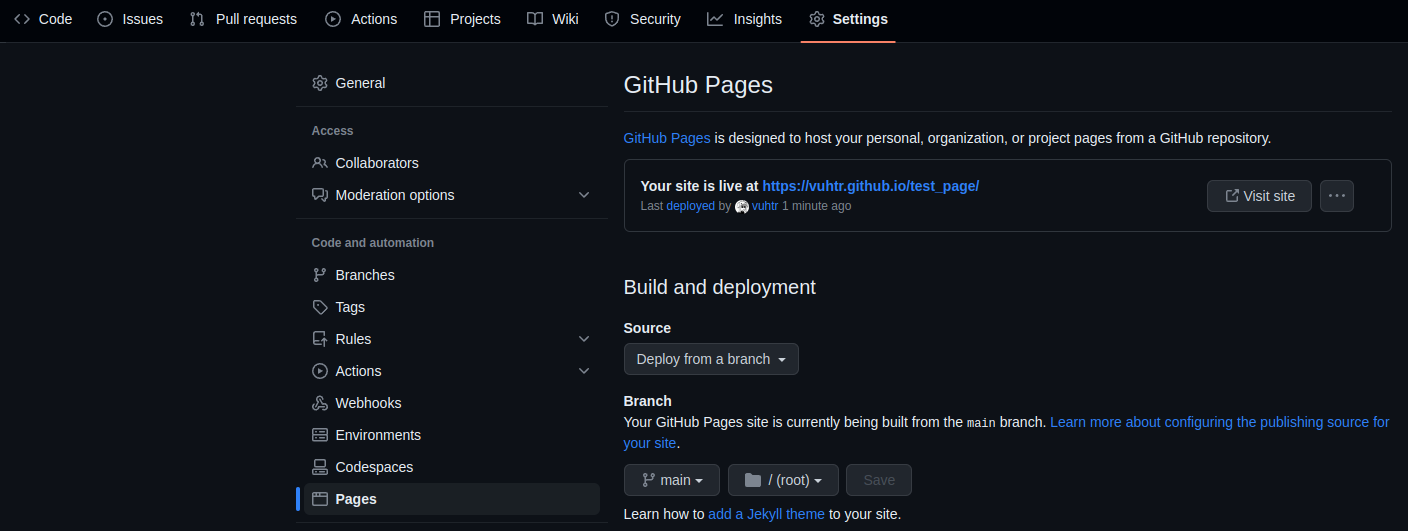 Code Issues Pull requests Actions Projects Wiki Security Insights Settings
General
Access
Collaborators
Moderation options
Code and automation
Branches
Tags
Rules
Actions
Webhooks
Environments
Codespaces
Pages
GitHub Pages
GitHub Pages is designed to host your personal, organization, or project pages from a GitHub repository.
Your site is live at https://vuhtr.github.io/test_page/
Last deployed by vuhtr 1 minute ago
Visit site
Build and deployment
Source
Deploy from a branch
Branch
Your GitHub Pages site is currently being built from the main branch. Learn more about configuring the publishing source for
your site.
main / (root) Save
Learn how to add a Jekyll theme to your site.